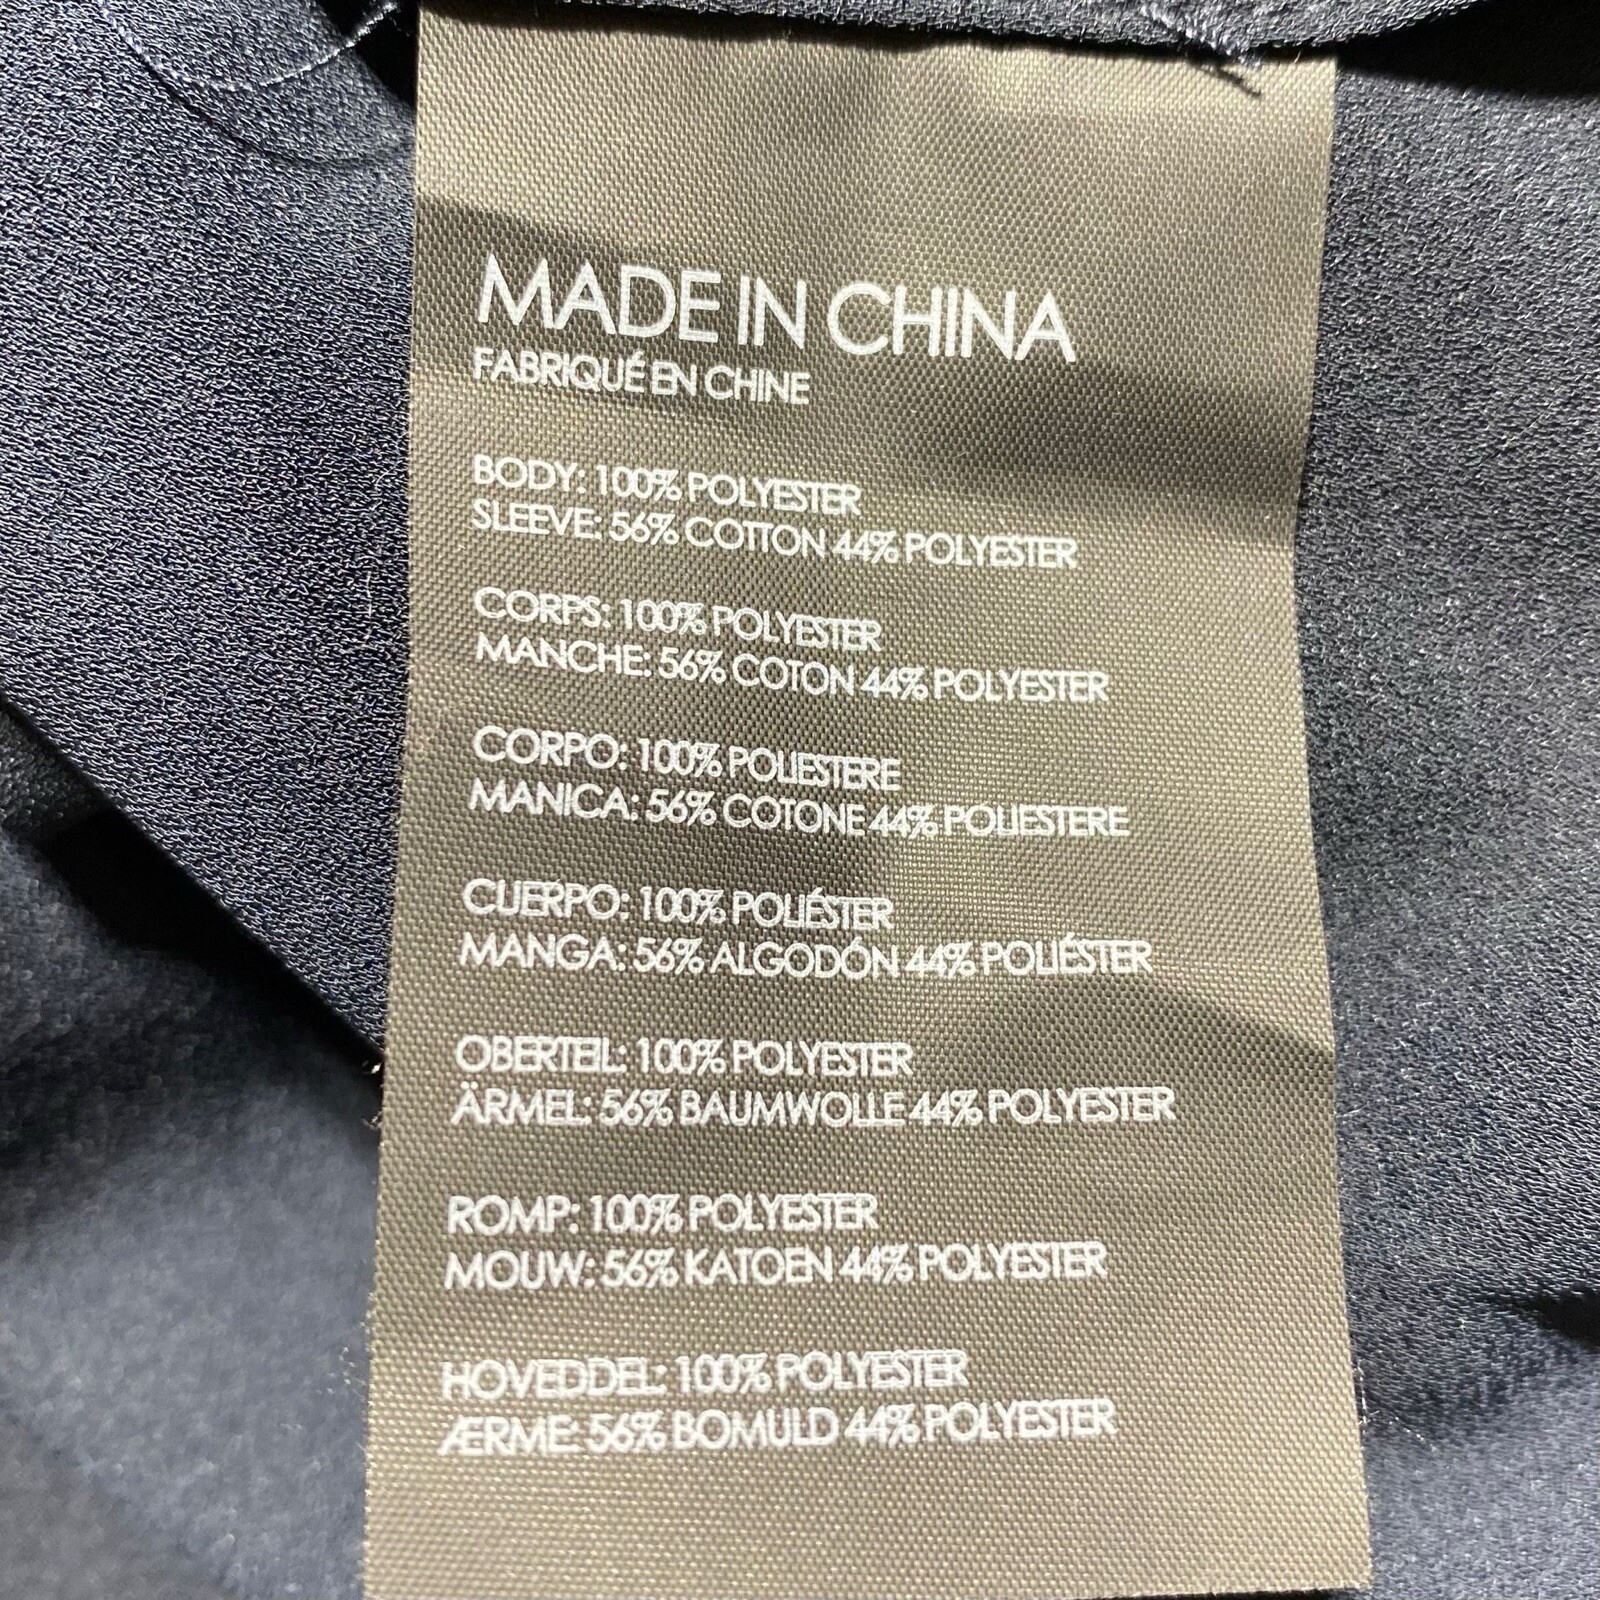 MADE IN CHINA
FABRIQUÉ EN CHINE
BODY: 100% POLYESTER
SLEEVE: 56% COTTON 44% POLYESTER
CORPS: 100% POLYESTER
MANCHE: 56% COTON 44% POLYESTER
CORPO: 100% POLIESTERE
MANICA: 56% COTONE 44% POLIESTERE
CUERPO: 100% POLIÉSTER
MANGA: 56% ALGODÓN 44% POLIÉSTER
OBERTEIL: 100% POLYESTER
ÄRMEL: 56% BAUMWOLLE 44% POLYESTER
ROMP: 100% POLYESTER
MOUW: 56% KATOEN 44% POLYESTER
HOVEDDEL: 100% POLYESTER
ÆRME: 56% BOMULD 44% POLYESTER